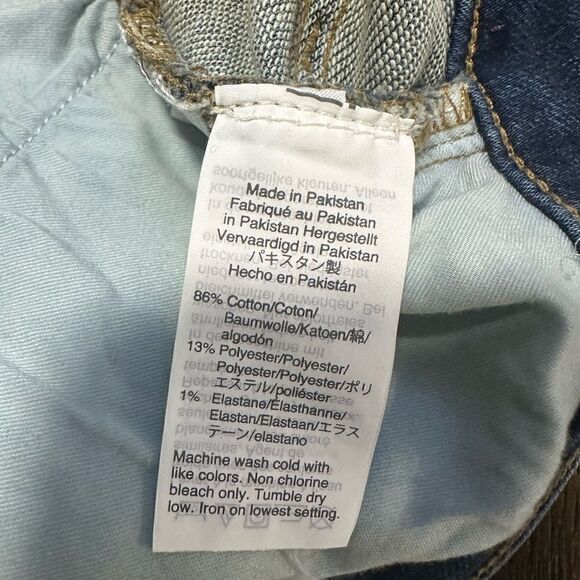 Made in Pakistan
Fabriqué au Pakistan
in Pakistan Hergestellt
Vervaardigd in Pakistan
パキスタン製
Hecho en Pakistán
86% Cotton/Coton/
Baumwolle/Katoen/綿/
algodón
13% Polyester/Polyester/
Polyester/Polyester/ポリ
エステル/poliéster
1% Elastane/Élasthanne/
Elastan/Elastaan/エラス
テーン/elastano
Machine wash cold with
like colors. Non chlorine
bleach only. Tumble dry
low. Iron on lowest setting.